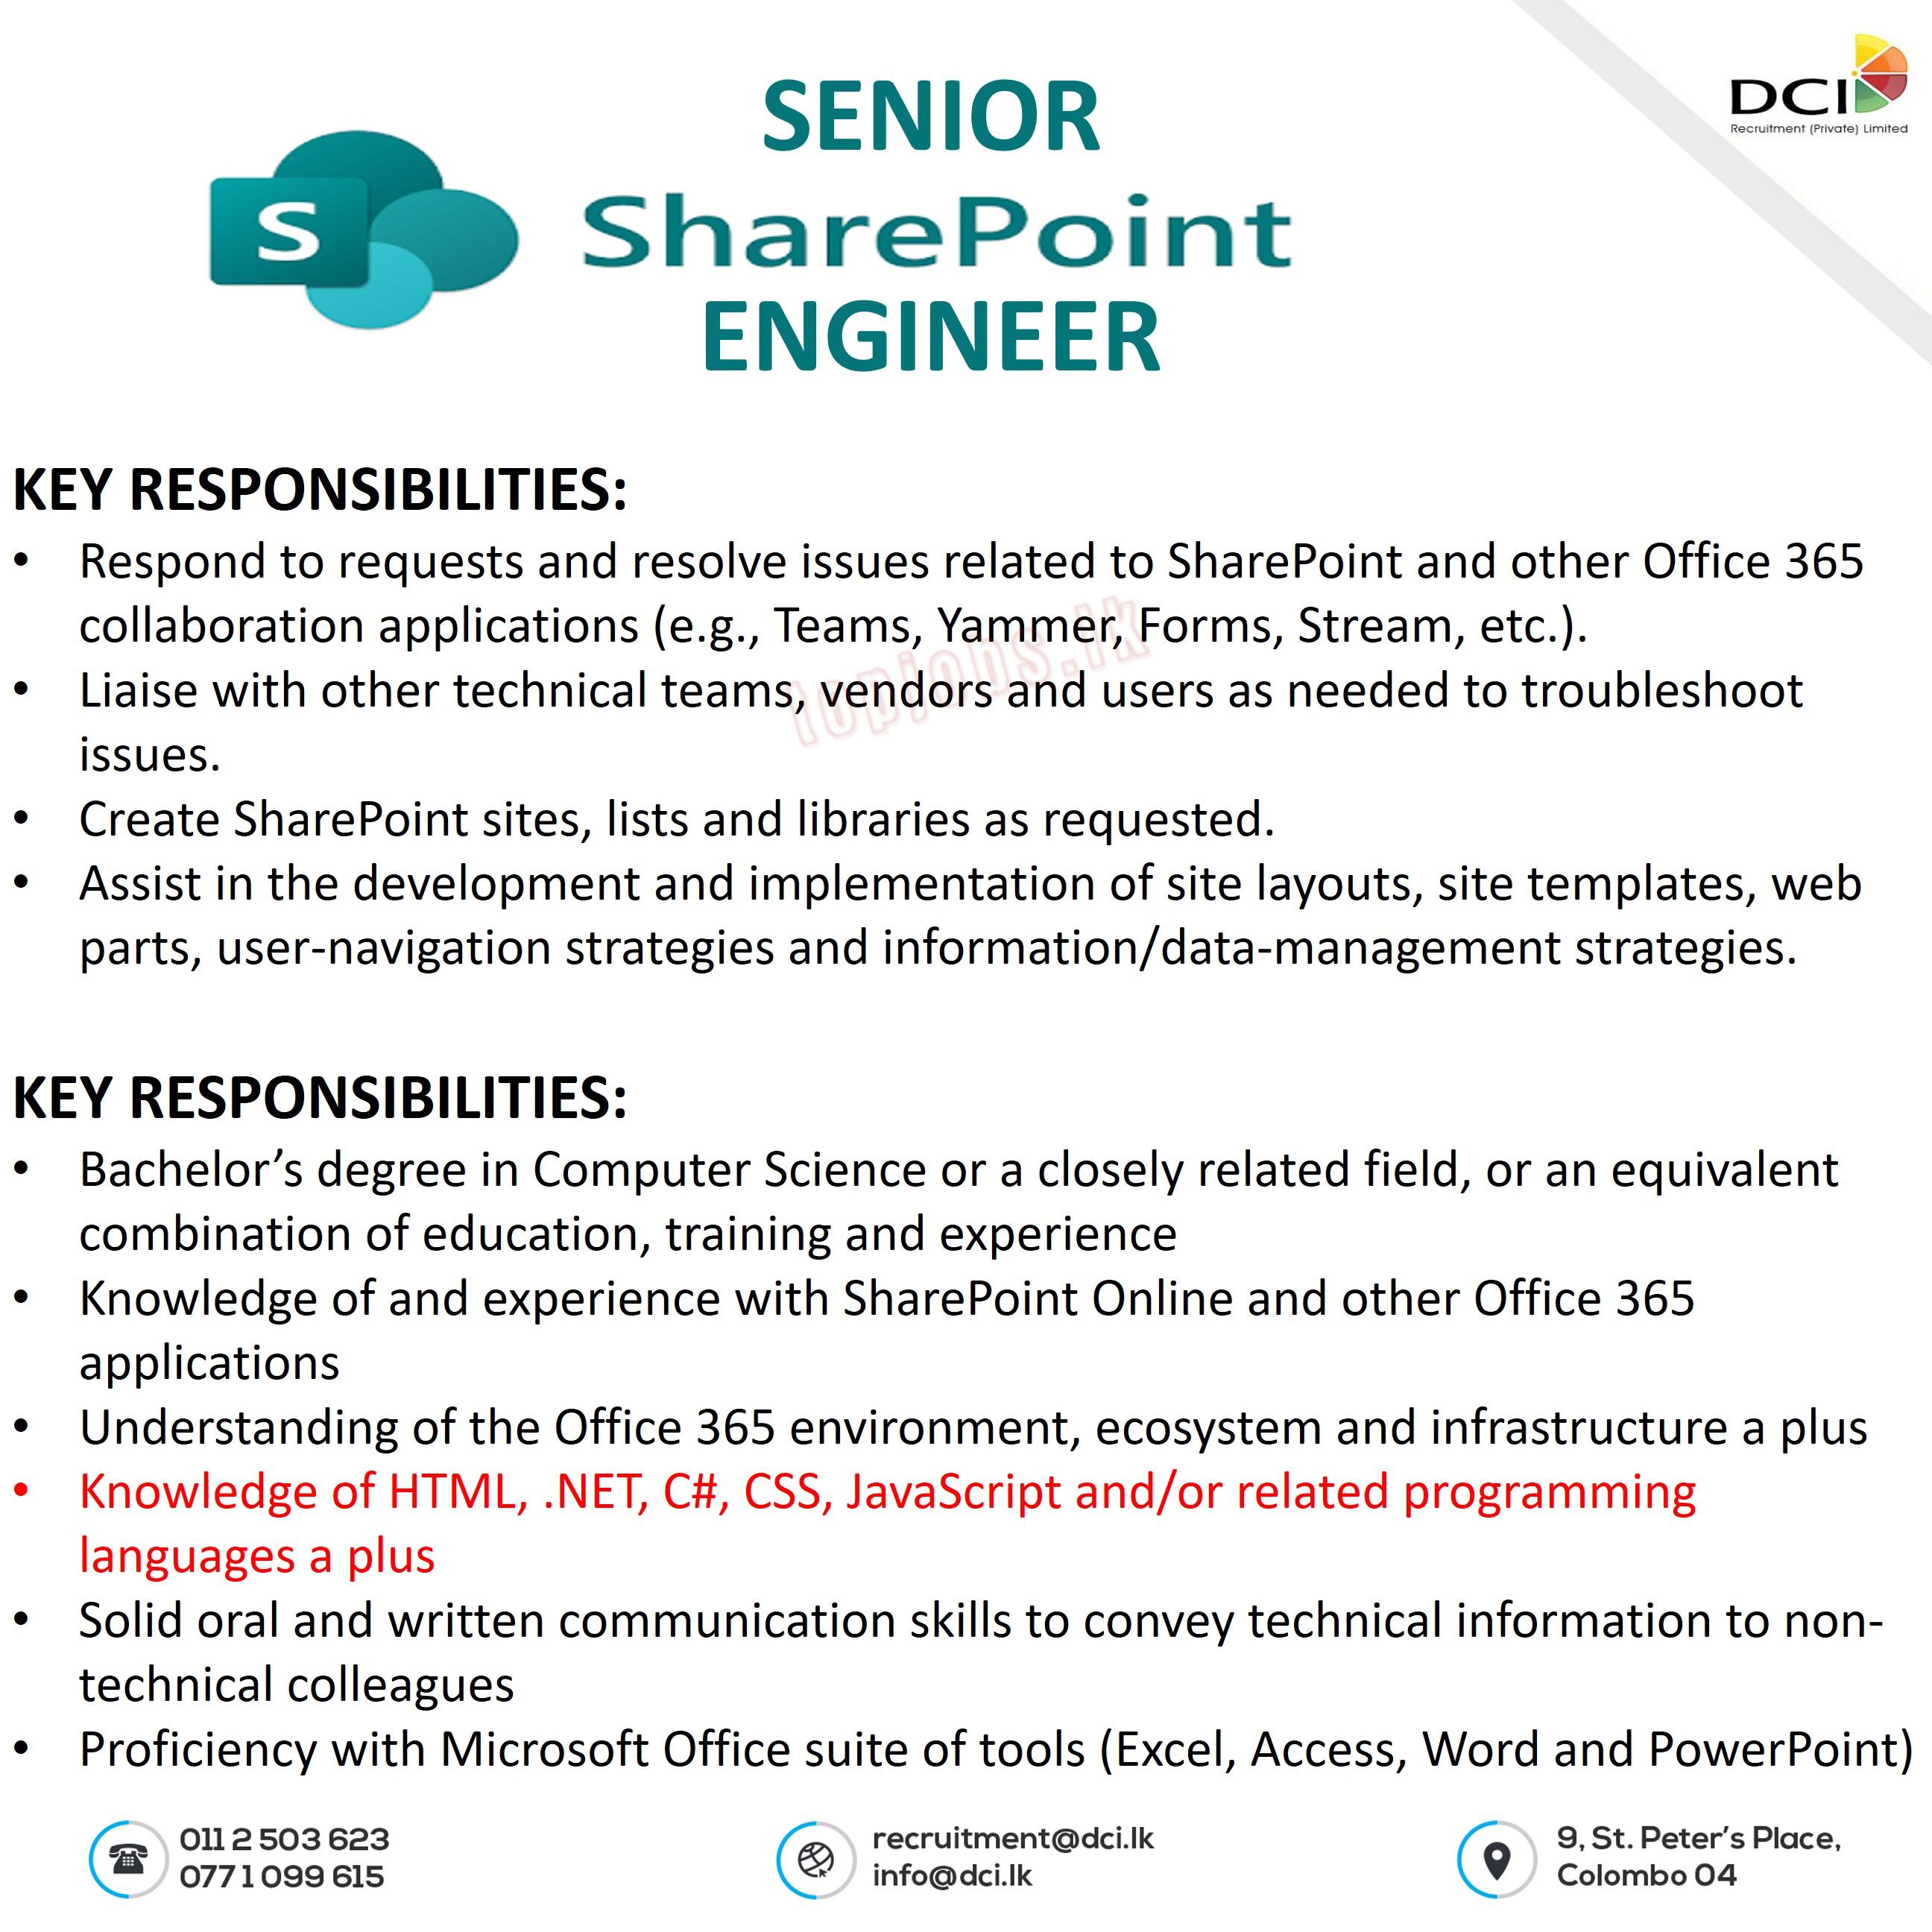 DCI
Recruitment (Private) Limited
SENIOR
S
SharePoint
ENGINEER
KEY RESPONSIBILITIES:
• Respond to requests and resolve issues related to SharePoint and other Office 365
collaboration applications (e.g., Teams, Yammer, Forms, Stream, etc.).
• Liaise with other technical teams, vendors and users as needed to troubleshoot
issues.
• Create SharePoint sites, lists and libraries as requested.
• Assist in the development and implementation of site layouts, site templates, web
parts, user-navigation strategies and information/data-management strategies.
topjobs.lk
KEY RESPONSIBILITIES:
• Bachelor’s degree in Computer Science or a closely related field, or an equivalent
combination of education, training and experience
• Knowledge of and experience with SharePoint Online and other Office 365
applications
• Understanding of the Office 365 environment, ecosystem and infrastructure a plus
• Knowledge of HTML, .NET, C#, CSS, JavaScript and/or related programming
languages a plus
• Solid oral and written communication skills to convey technical information to non-
technical colleagues
• Proficiency with Microsoft Office suite of tools (Excel, Access, Word and PowerPoint)
011 2 503 623
077 1 099 615
recruitment@dci.lk
info@dci.lk
9, St. Peter’s Place,
Colombo 04